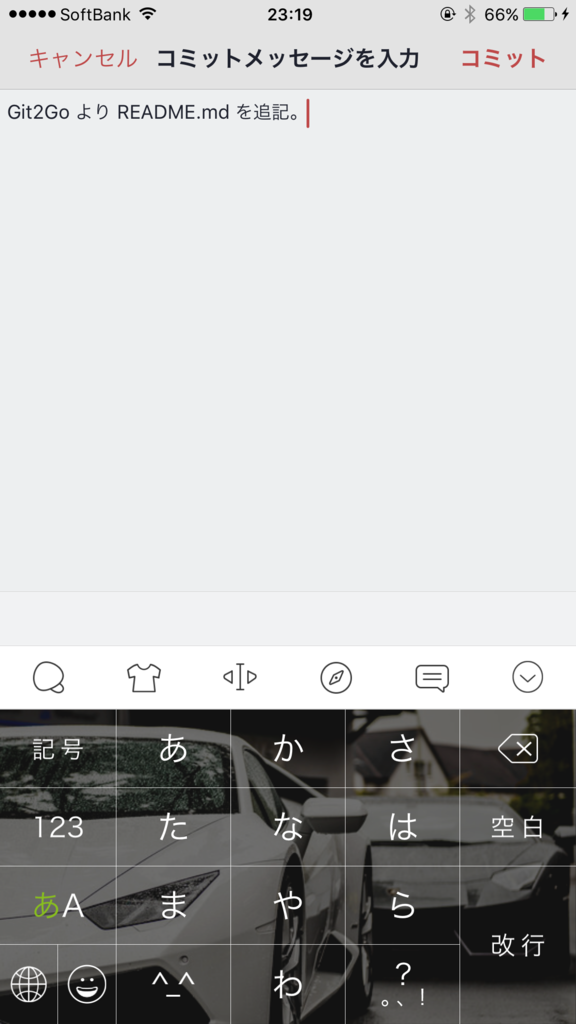 SoftBank 23:19 66%
キャンセル コミットメッセージを入力 コミット
Git2Go より README.md を追記。
記号 あ か さ
123 た な は 空白
あA ま や ら
改行
^_^ わ ?
。、!